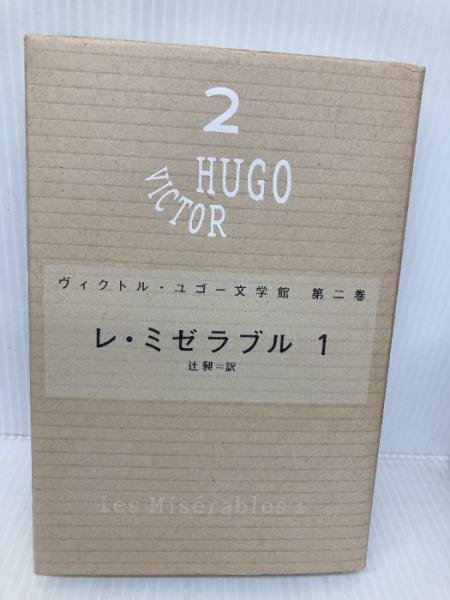 2
VICTOR
HUGO
ヴィクトル・ユゴー文学館 第二巻
レ・ミゼラブル 1
辻昶=訳
Les Misérables 1